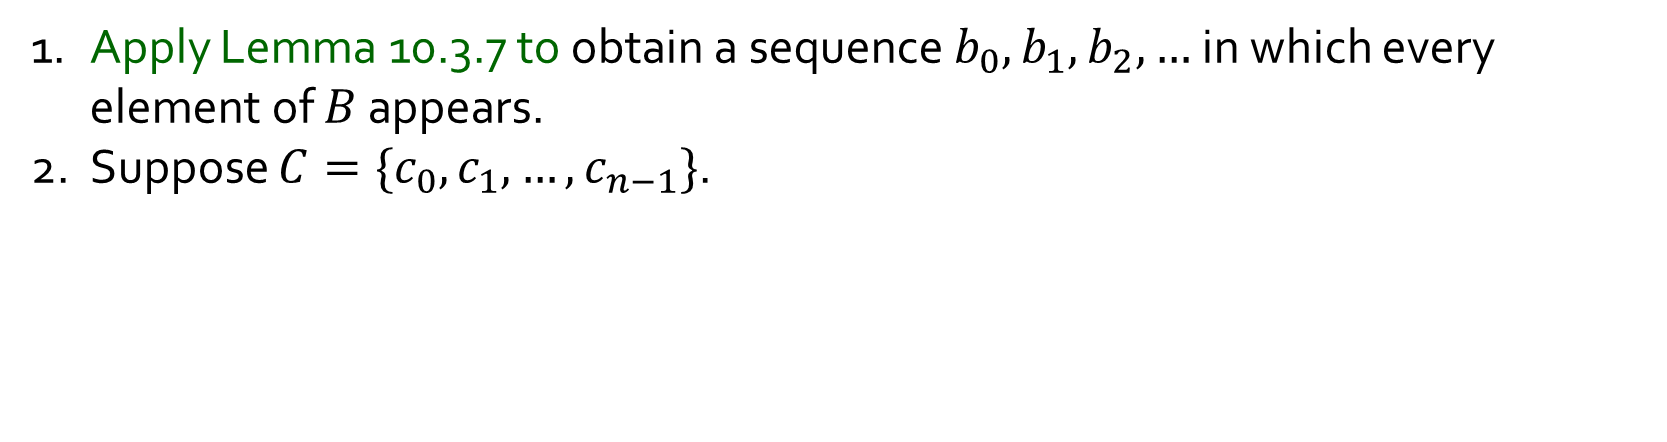 1. Apply Lemma 10.3.7 to obtain a sequence 𝑏₀, 𝑏₁, 𝑏₂, … in which every
element of 𝐵 appears.
2. Suppose 𝐶 = {𝑐₀, 𝑐₁, … , 𝑐ₙ₋₁}.